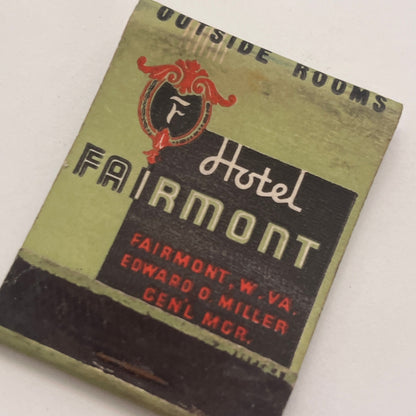 OUTSIDE ROOMS
F
Hotel
FAIRMONT
FAIRMONT, W. VA.
EDWARD O. MILLER
GEN'L MGR.